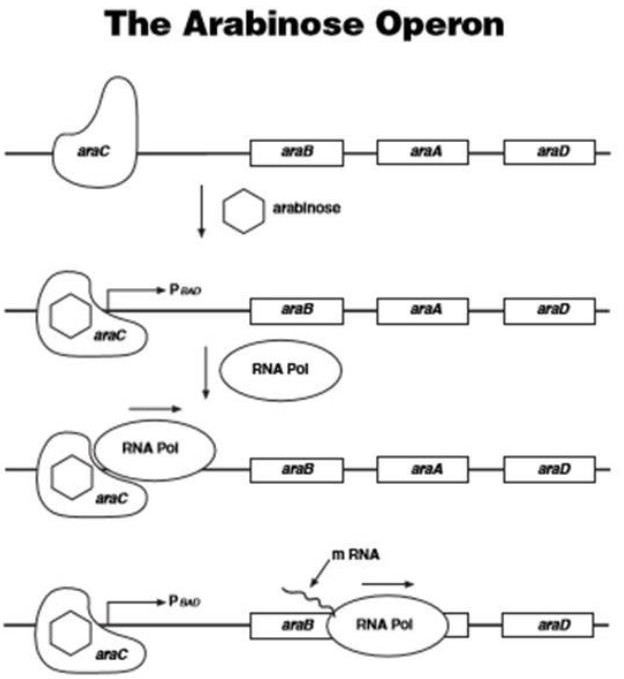 The Arabinose Operon
araC araB araA araD
arabinose
P BAD
araC araB araA araD
RNA Pol
RNA Pol
araC araB araA araD
m RNA
P BAD
araC araB RNA Pol araD